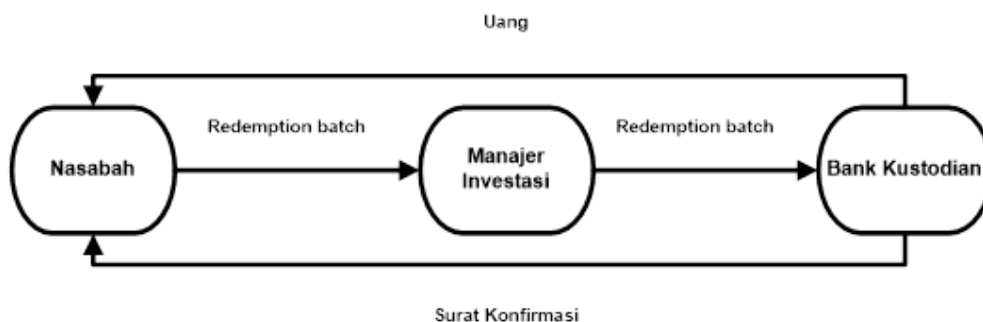 Uang
Redemption batch
Redemption batch
Nasabah
Manajer
Investasi
Bank Kustodian
Surat Konfirmasi